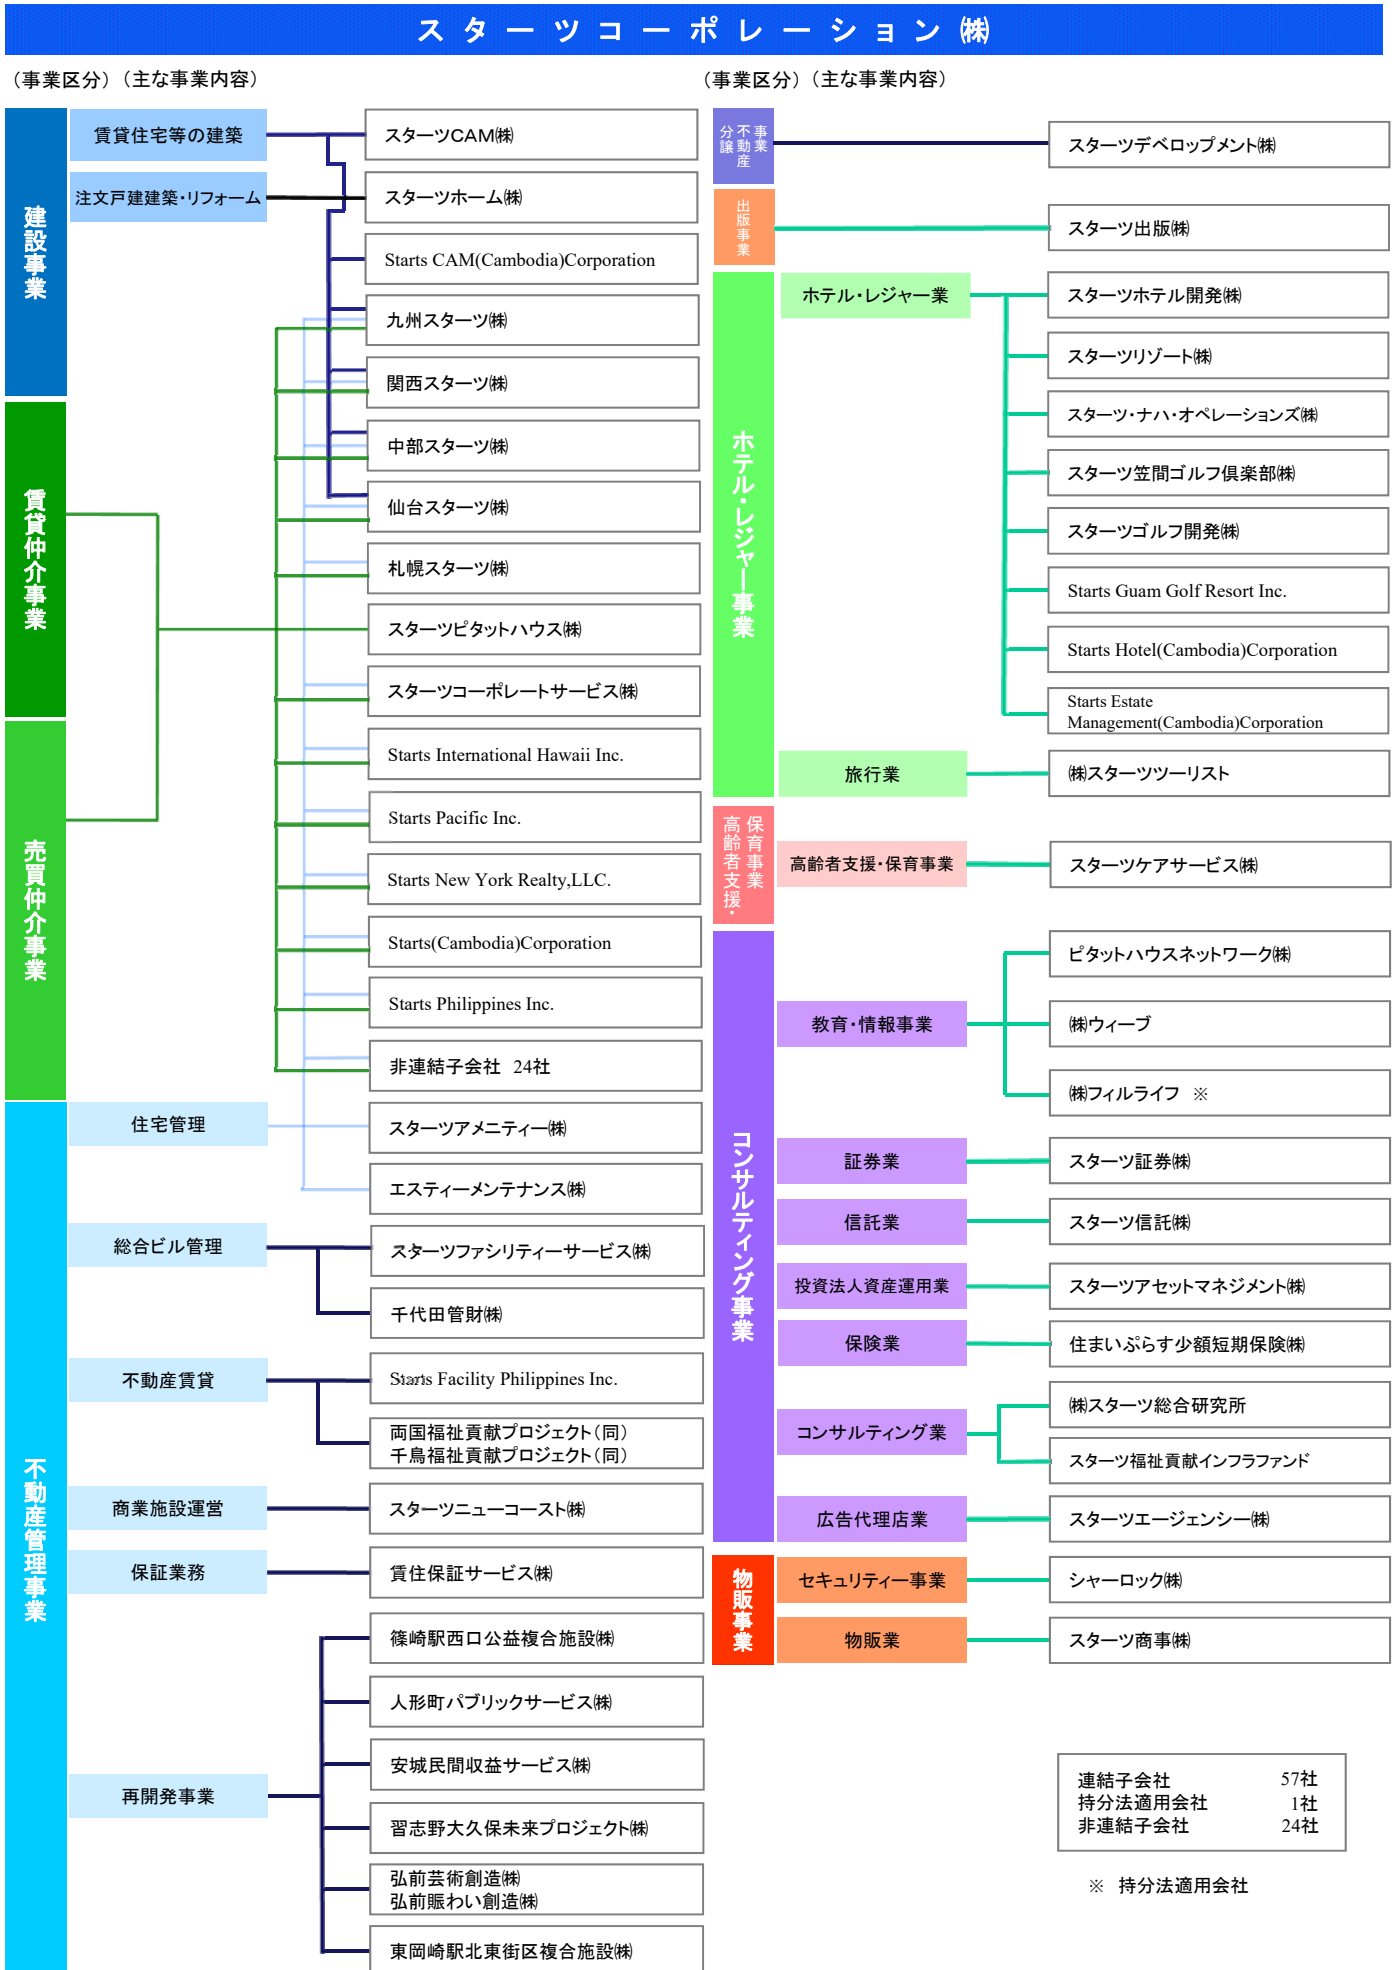 スターツコーポレーション㈱
（事業区分）（主な事業内容）
建設事業
賃貸住宅等の建築
注文戸建建築・リフォーム
スターツCAM㈱
スターツホーム㈱
Starts CAM(Cambodia)Corporation
九州スターツ㈱
関西スターツ㈱
中部スターツ㈱
仙台スターツ㈱
札幌スターツ㈱
賃貸仲介事業
売買仲介事業
スターツピタットハウス㈱
スターツコーポレートサービス㈱
Starts International Hawaii Inc.
Starts Pacific Inc.
Starts New York Realty,LLC.
Starts(Cambodia)Corporation
Starts Philippines Inc.
非連結子会社 24社
不動産管理事業
住宅管理
スターツアメニティー㈱
エスティーメンテナンス㈱
総合ビル管理
スターツファシリティーサービス㈱
千代田管財㈱
不動産賃貸
Starts Facility Philippines Inc.
両国福祉貢献プロジェクト（同）
千鳥福祉貢献プロジェクト（同）
商業施設運営
スターツニューコースト㈱
保証業務
賃住保証サービス㈱
再開発事業
篠崎駅西口公益複合施設㈱
人形町パブリックサービス㈱
安城民間収益サービス㈱
習志野大久保未来プロジェクト㈱
弘前芸術創造㈱
弘前賑わい創造㈱
東岡崎駅北東街区複合施設㈱
（事業区分）（主な事業内容）
事業
不動産
分譲
スターツデベロップメント㈱
出版事業
スターツ出版㈱
ホテル・レジャー事業
ホテル・レジャー業
スターツホテル開発㈱
スターツリゾート㈱
スターツ・ナハ・オペレーションズ㈱
スターツ笠間ゴルフ倶楽部㈱
スターツゴルフ開発㈱
Starts Guam Golf Resort Inc.
Starts Hotel(Cambodia)Corporation
Starts Estate
Management(Cambodia)Corporation
旅行業
㈱スターツツーリスト
保育事業
高齢者支援・
高齢者支援・保育事業
スターツケアサービス㈱
コンサルティング事業
教育・情報事業
ピタットハウスネットワーク㈱
㈱ウィーブ
㈱フィルライフ ※
証券業
スターツ証券㈱
信託業
スターツ信託㈱
投資法人資産運用業
スターツアセットマネジメント㈱
保険業
住まいぷらす少額短期保険㈱
コンサルティング業
㈱スターツ総合研究所
スターツ福祉貢献インフラファンド
広告代理店業
スターツエージェンシー㈱
物販事業
セキュリティー事業
シャーロック㈱
物販業
スターツ商事㈱
連結子会社 57社
持分法適用会社 1社
非連結子会社 24社
※ 持分法適用会社